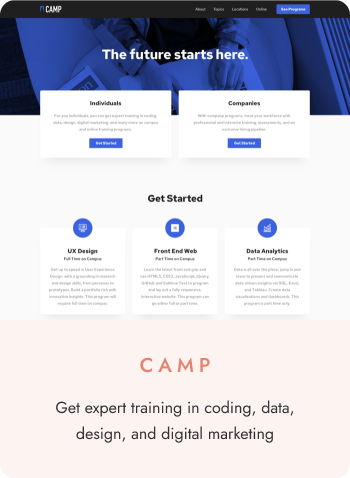 CAMP
About Topics Locations Online See Programs
The future starts here.
Individuals
For you individuals, you can get expert training in coding,
data, design, digital marketing, and many more on campus
and online training programs.
Get Started
Companies
With company programs, treat your workforce with
professional and intensive training, assessments, and an
exclusive hiring pipeline.
Get Started
Get Started
UX Design
Full Time on Campus
Get up to speed in User Experience
Design with a grounding in research
and design skills, from personas to
prototypes. Build a portfolio rich with
innovative insights. This program will
require full time on campus.
Front End Web
Part Time on Campus
Learn the latest front end grip and
use HTML5, CSS3, JavaScript, jQuery,
GitHub and Sublime Text to program
and lay out a fully responsive,
interactive website. This program can
go either full or part time.
Data Analytics
Part Time on Campus
Data is all over the place, jump in and
learn to present and communicate
data-driven insights via SQL, Excel
and Tableau. Create data
visualizations and dashboards. This
program is part time only.
CAMP
Get expert training in coding, data,
design, and digital marketing